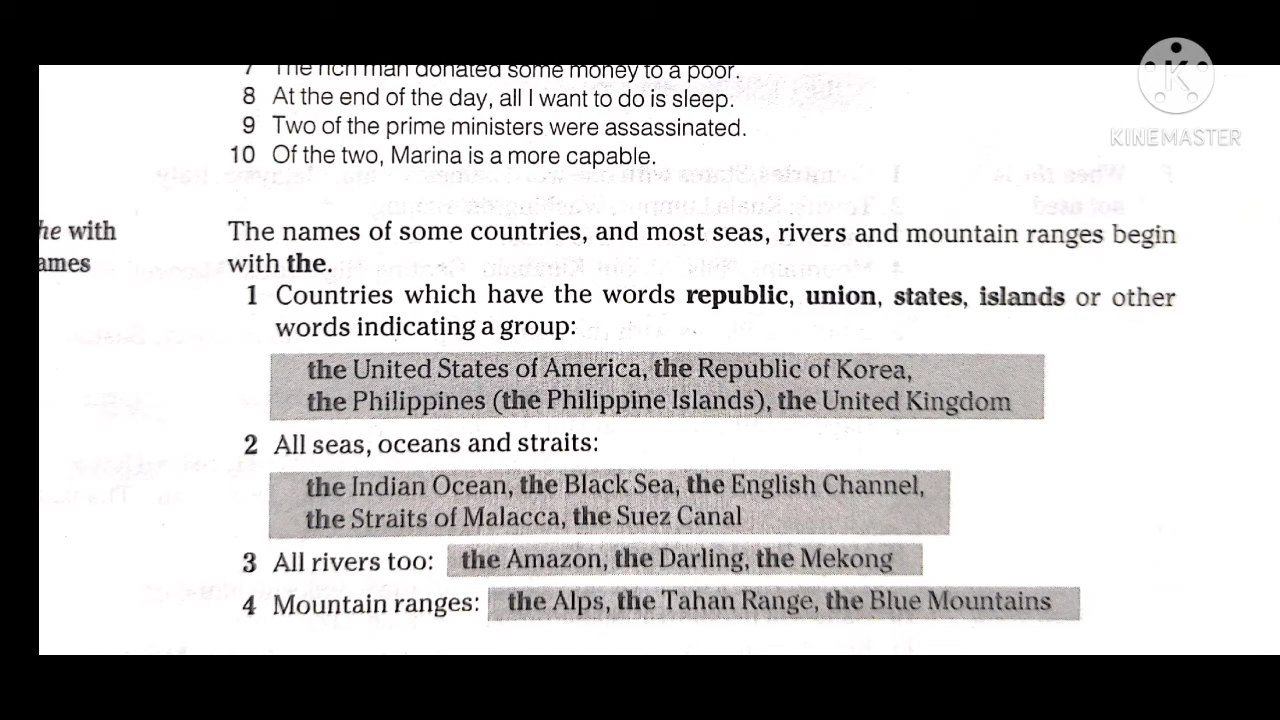 7 The rich man donated some money to a poor.
8 At the end of the day, all I want to do is sleep.
9 Two of the prime ministers were assassinated.
10 Of the two, Marina is a more capable.
KINEMASTER
he with
ames
The names of some countries, and most seas, rivers and mountain ranges begin
with the.
1 Countries which have the words republic, union, states, islands or other
words indicating a group:
the United States of America, the Republic of Korea,
the Philippines (the Philippine Islands), the United Kingdom
2 All seas, oceans and straits:
the Indian Ocean, the Black Sea, the English Channel,
the Straits of Malacca, the Suez Canal
3 All rivers too: the Amazon, the Darling, the Mekong
4 Mountain ranges: the Alps, the Tahan Range, the Blue Mountains